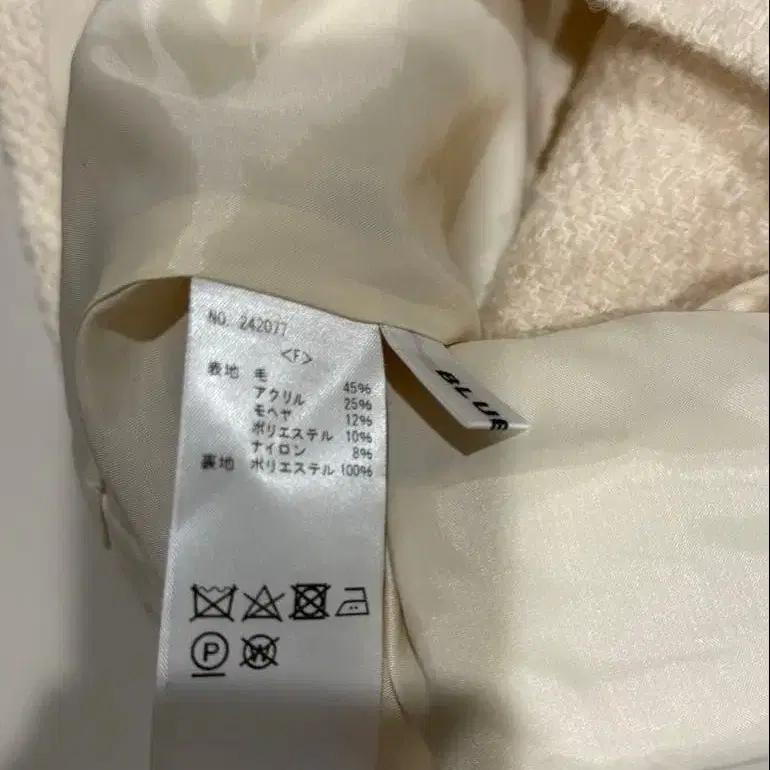 NO. 242077
<F>
表地 毛 45%
アクリル 25%
モヘヤ 12%
ポリエステル 10%
ナイロン 8%
裏地 ポリエステル 100%
P W
BLUE